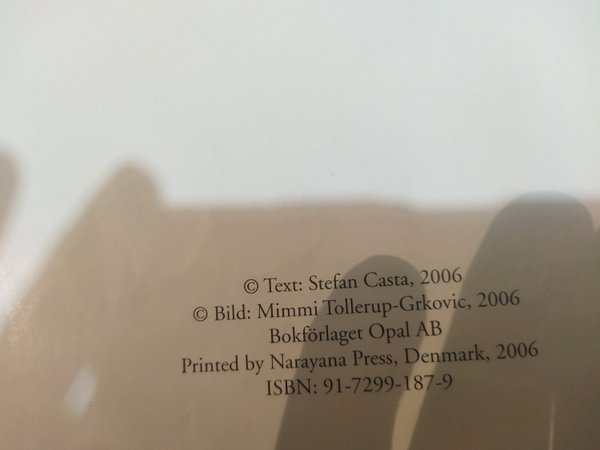 © Text: Stefan Casta, 2006
© Bild: Mimmi Tollerup-Grkovic, 2006
Bokförlaget Opal AB
Printed by Narayana Press, Denmark, 2006
ISBN: 91-7299-187-9